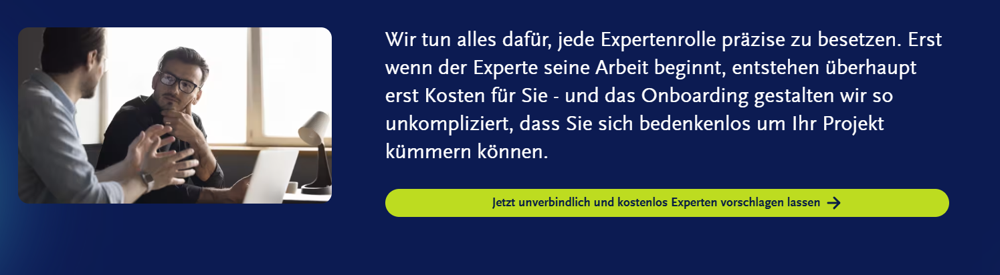 Wir tun alles dafür, jede Expertenrolle präzise zu besetzen. Erst
wenn der Experte seine Arbeit beginnt, entstehen überhaupt
erst Kosten für Sie - und das Onboarding gestalten wir so
unkompliziert, dass Sie sich bedenkenlos um Ihr Projekt
kümmern können.
Jetzt unverbindlich und kostenlos Experten vorschlagen lassen →